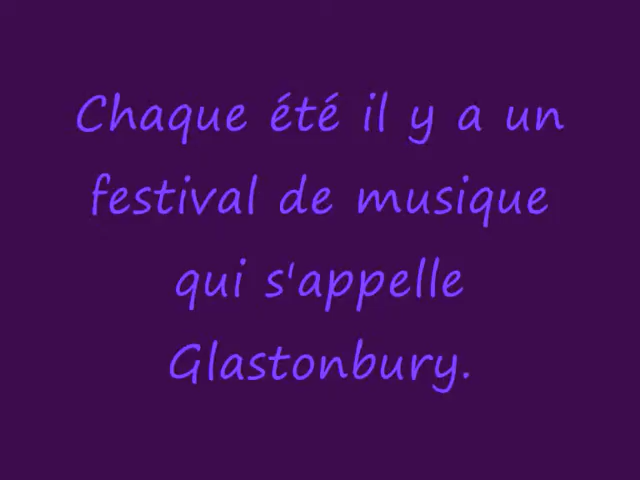 Chaque été il y a un
festival de musique
qui s'appelle
Glastonbury.